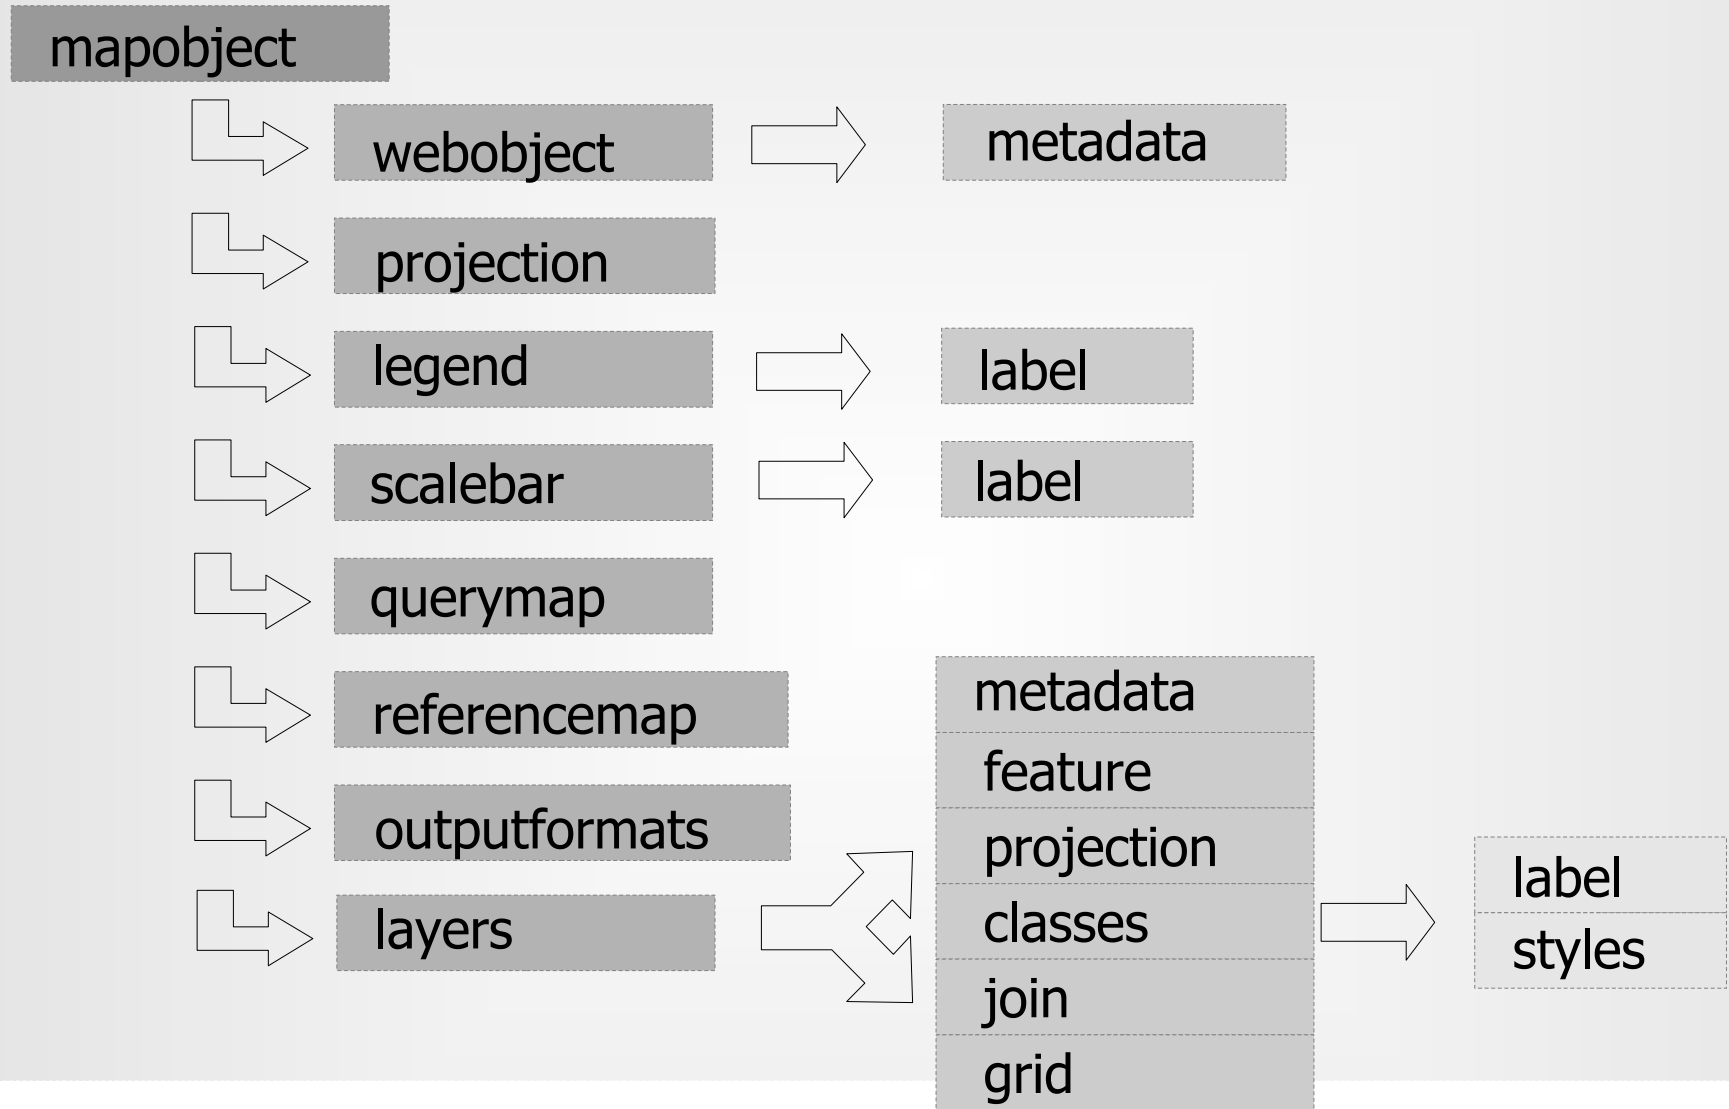 mapobject
webobject
metadata
projection
legend
label
scalebar
label
querymap
referencemap
outputformats
layers
metadata
feature
projection
classes
join
grid
label
styles